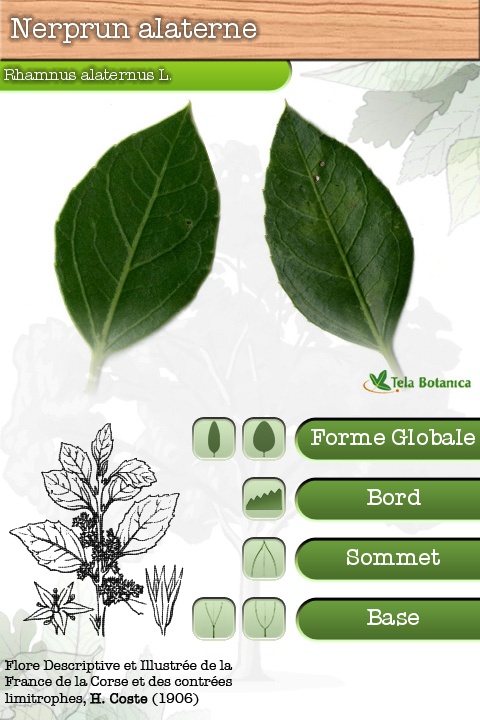 Nerprun alaterne
Rhamnus alaternus L.
Tela Botanica
Forme Globale
Bord
Sommet
Base
Flore Descriptive et Illustrée de la
France de la Corse et des contrées
limitrophes, H. Coste (1906)